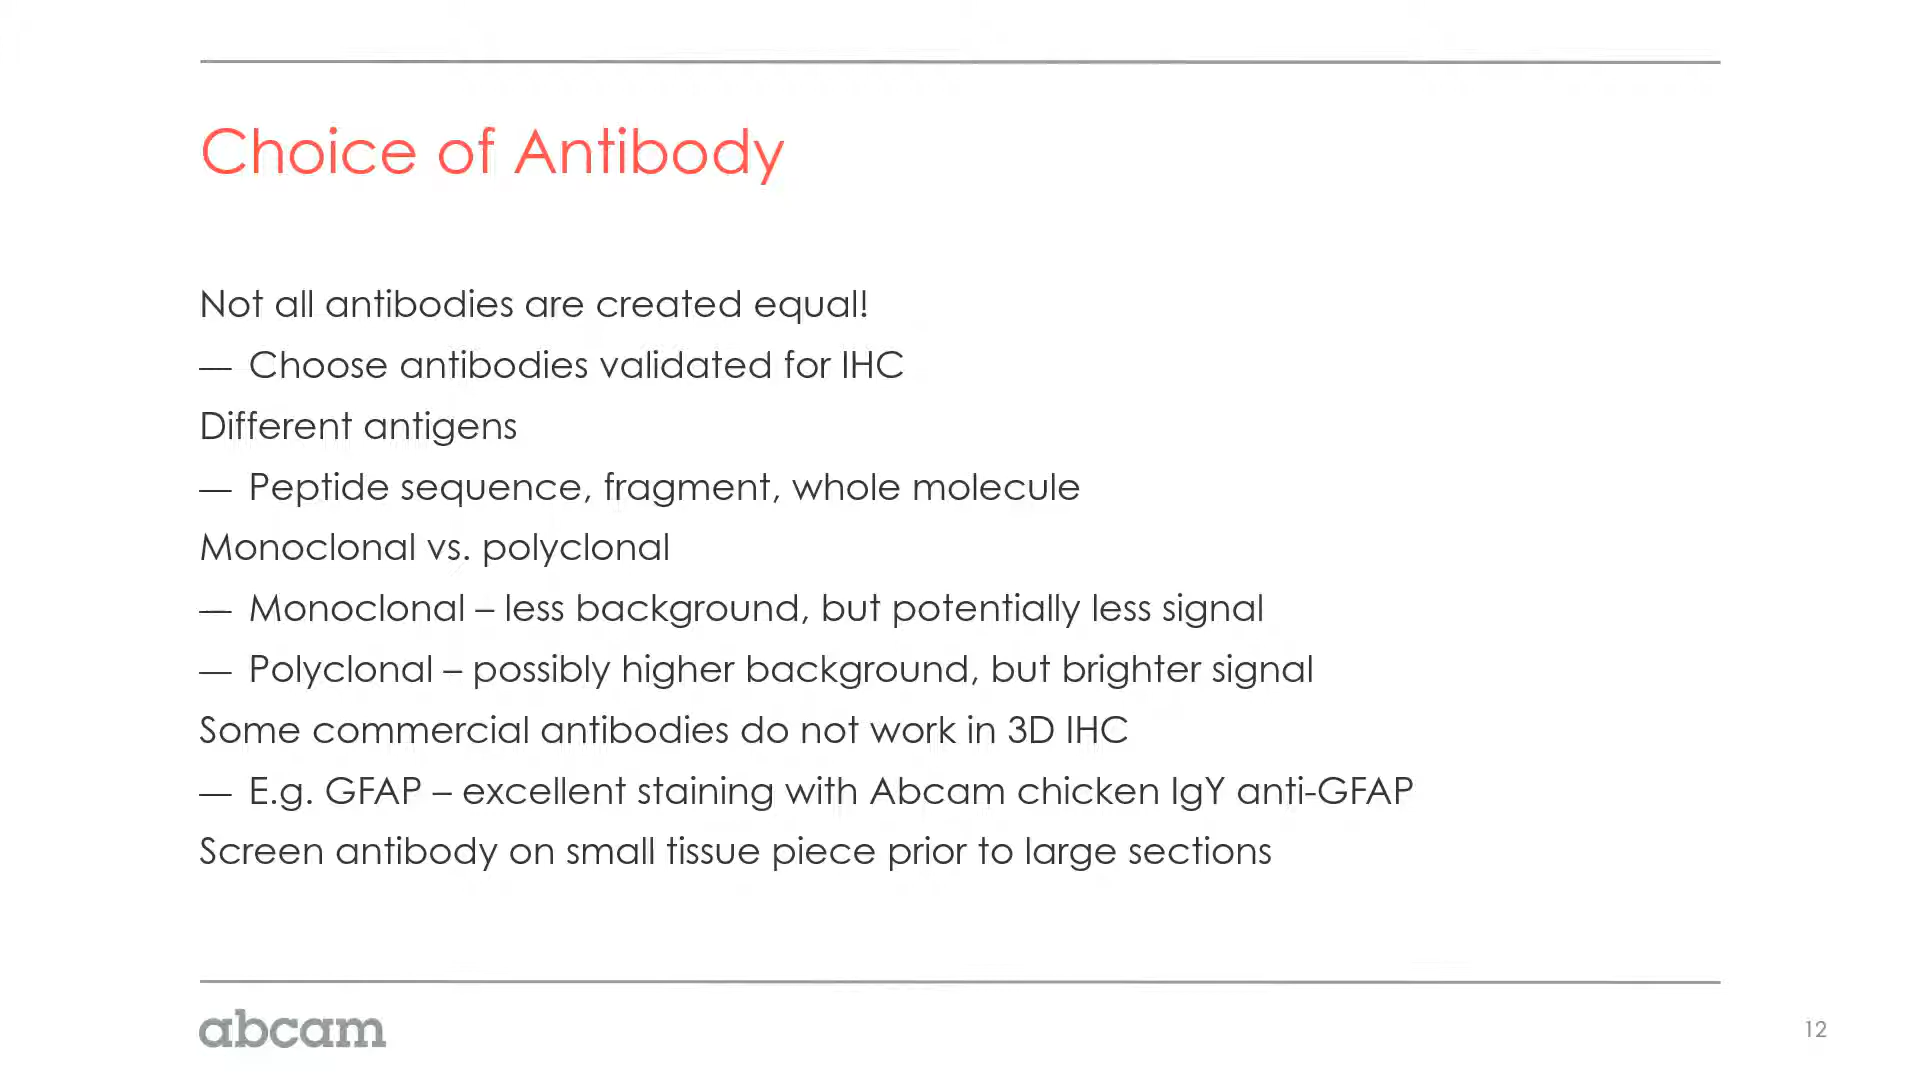 Choice of Antibody
Not all antibodies are created equal!
— Choose antibodies validated for IHC
Different antigens
— Peptide sequence, fragment, whole molecule
Monoclonal vs. polyclonal
— Monoclonal – less background, but potentially less signal
— Polyclonal – possibly higher background, but brighter signal
Some commercial antibodies do not work in 3D IHC
— E.g. GFAP – excellent staining with Abcam chicken IgY anti-GFAP
Screen antibody on small tissue piece prior to large sections
abcam
12